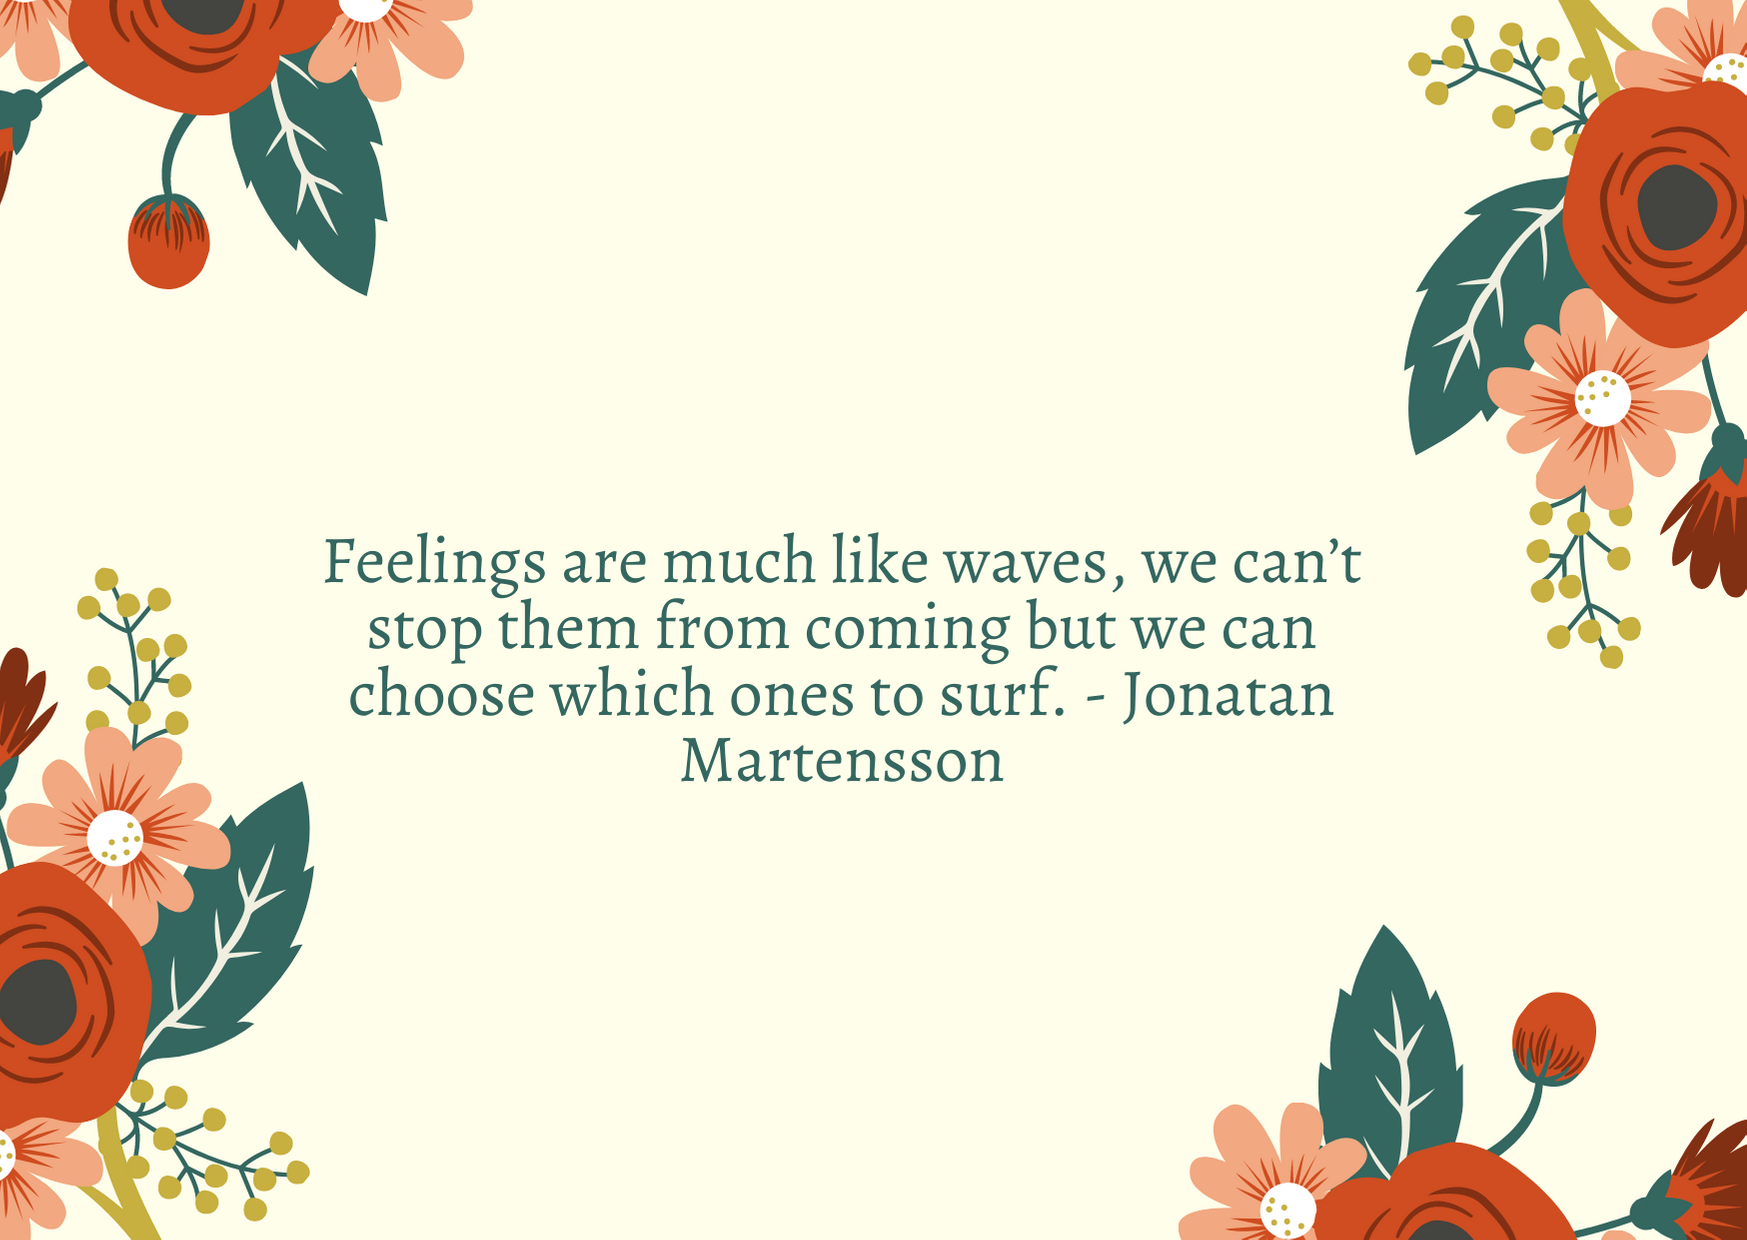 Feelings are much like waves, we can’t
stop them from coming but we can
choose which ones to surf. - Jonatan
Martensson